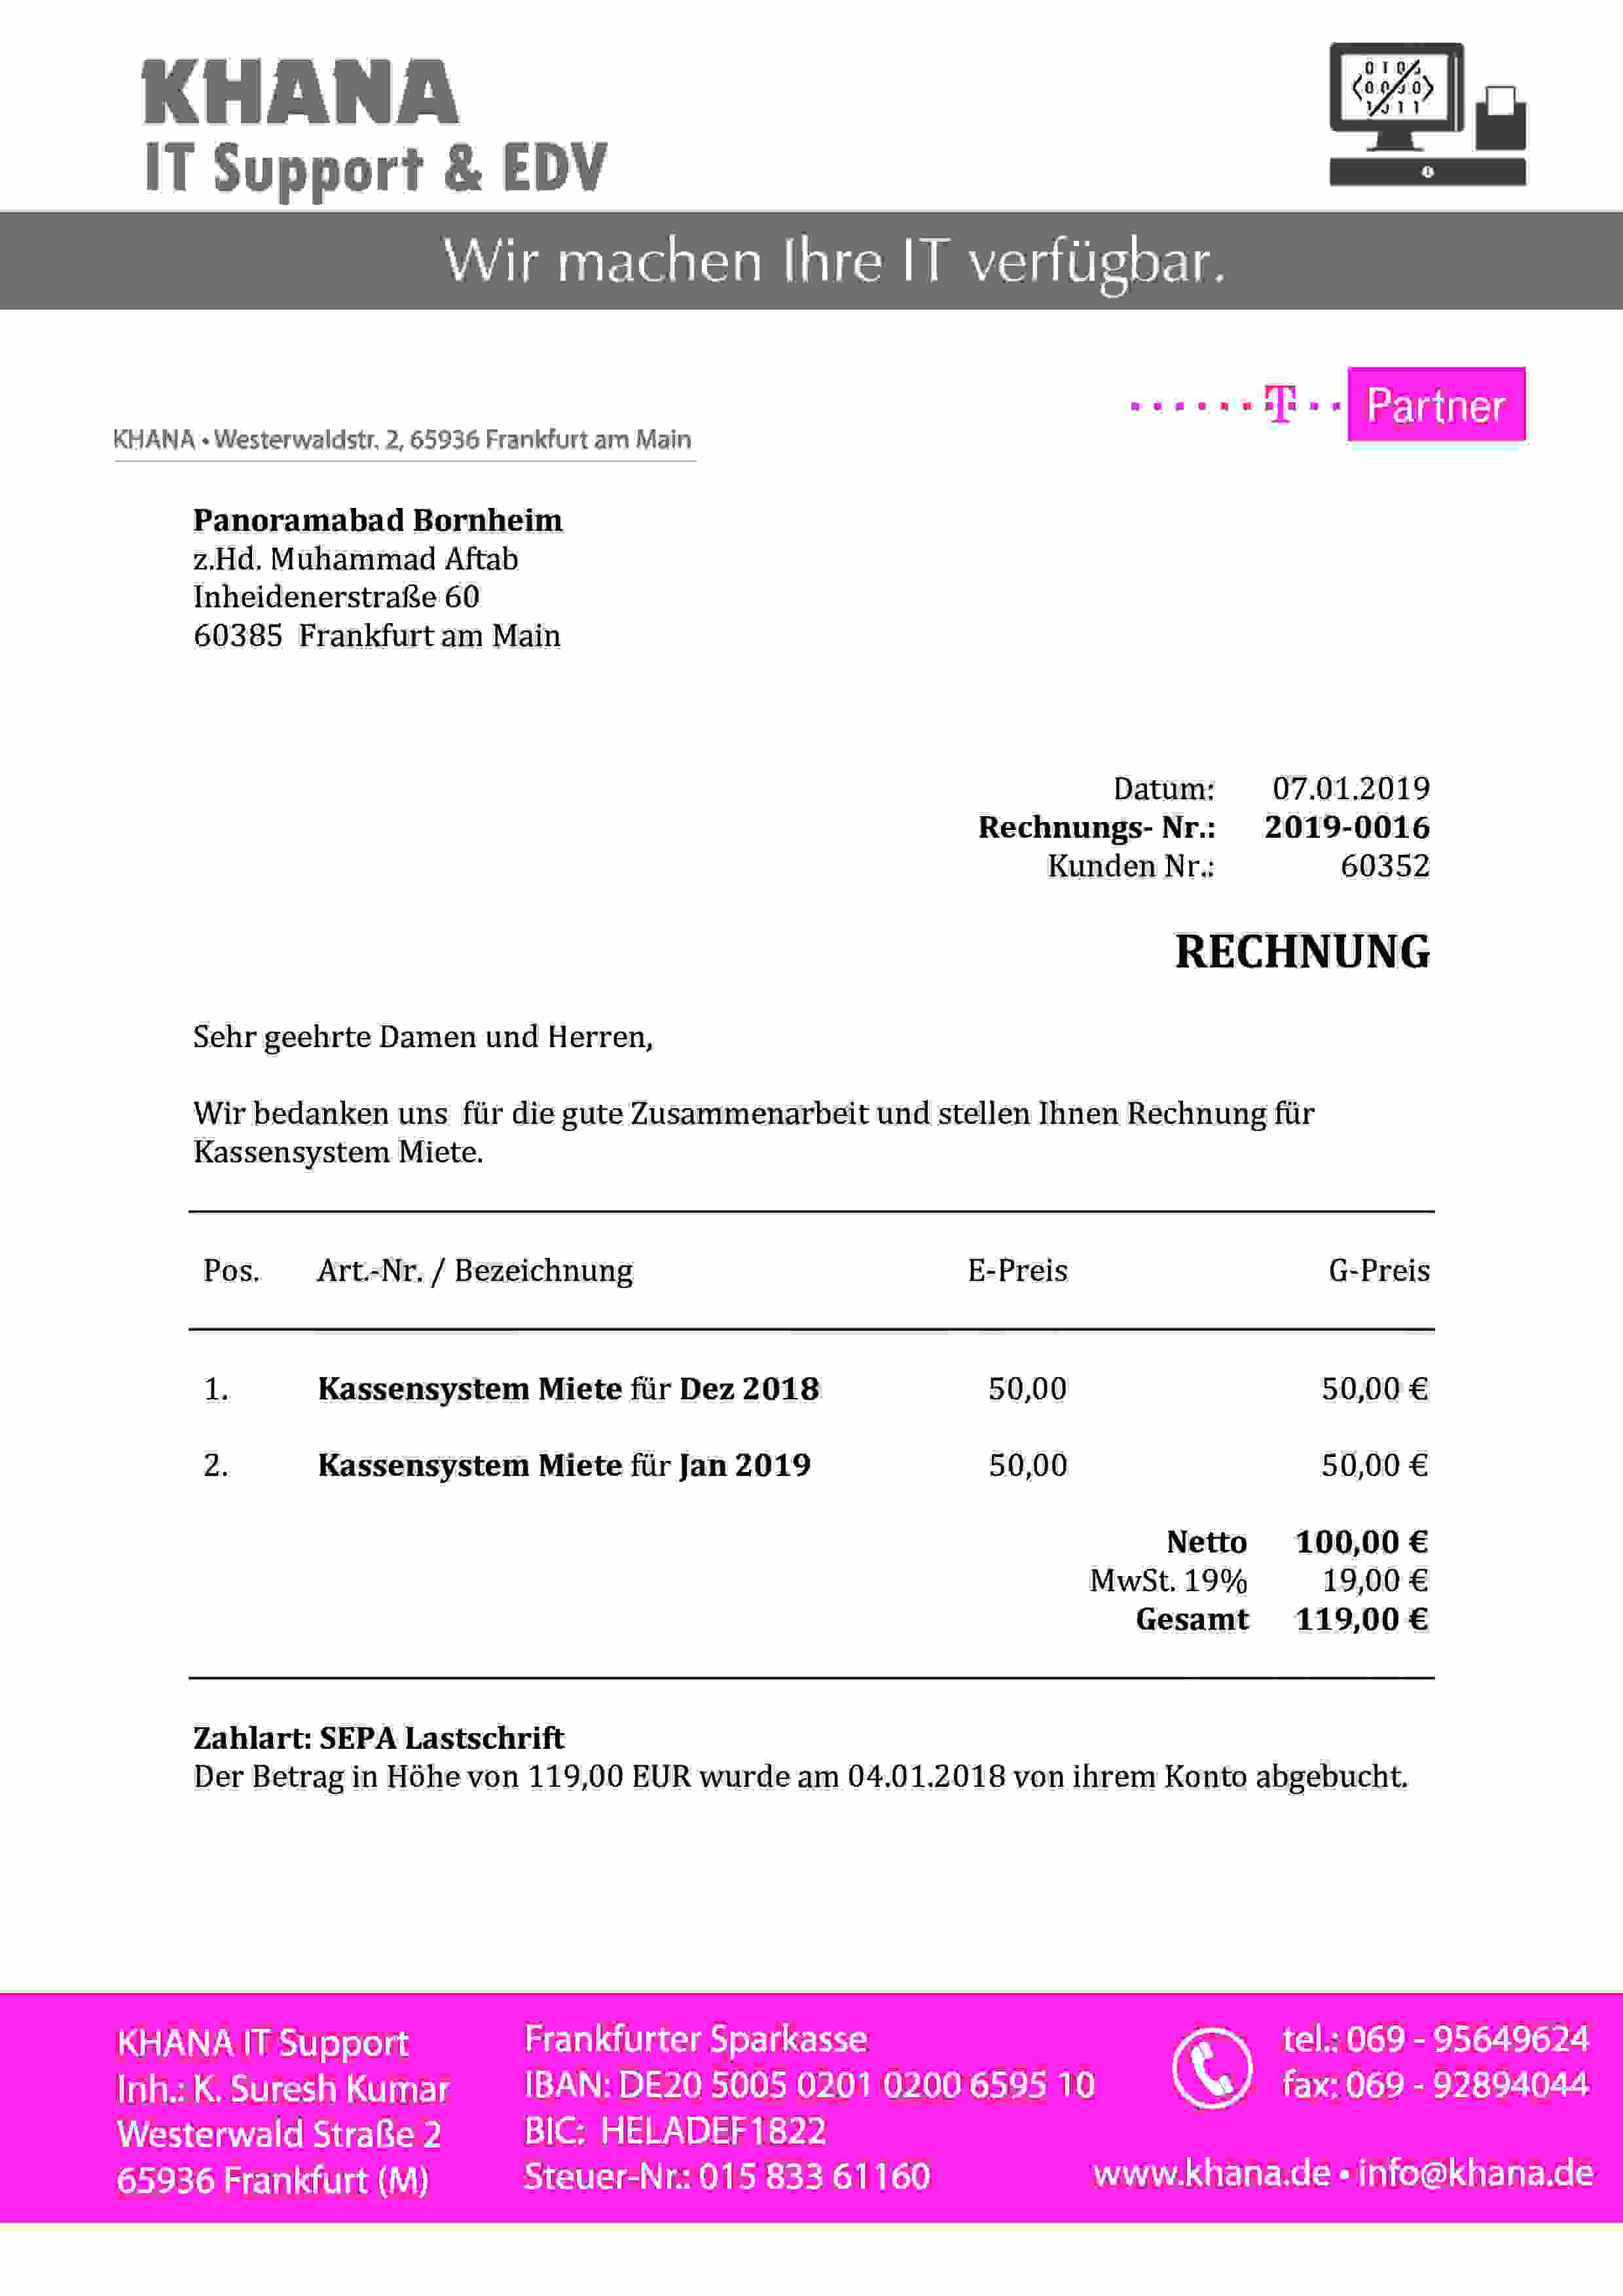 KHANA
IT Support & EDV
Wir machen Ihre IT verfügbar.
T Partner
KHANA • Westerwaldstr. 2, 65936 Frankfurt am Main
Panoramabad Bornheim
z.Hd. Muhammad Aftab
Inheidenerstraße 60
60385 Frankfurt am Main
Datum: 07.01.2019
Rechnungs- Nr.: 2019-0016
Kunden Nr.: 60352
RECHNUNG
Sehr geehrte Damen und Herren,
Wir bedanken uns für die gute Zusammenarbeit und stellen Ihnen Rechnung für
Kassensystem Miete.
Pos. Art.-Nr. / Bezeichnung E-Preis G-Preis
1. Kassensystem Miete für Dez 2018 50,00 50,00 €
2. Kassensystem Miete für Jan 2019 50,00 50,00 €
Netto 100,00 €
MwSt. 19% 19,00 €
Gesamt 119,00 €
Zahlart: SEPA Lastschrift
Der Betrag in Höhe von 119,00 EUR wurde am 04.01.2018 von ihrem Konto abgebucht.
KHANA IT Support
Inh.: K. Suresh Kumar
Westerwald Straße 2
65936 Frankfurt (M)
Frankfurter Sparkasse
IBAN: DE20 5005 0201 0200 6595 10
BIC: HELADEF1822
Steuer-Nr.: 015 833 61160
tel.: 069 - 95649624
fax: 069 - 92894044
www.khana.de • info@khana.de